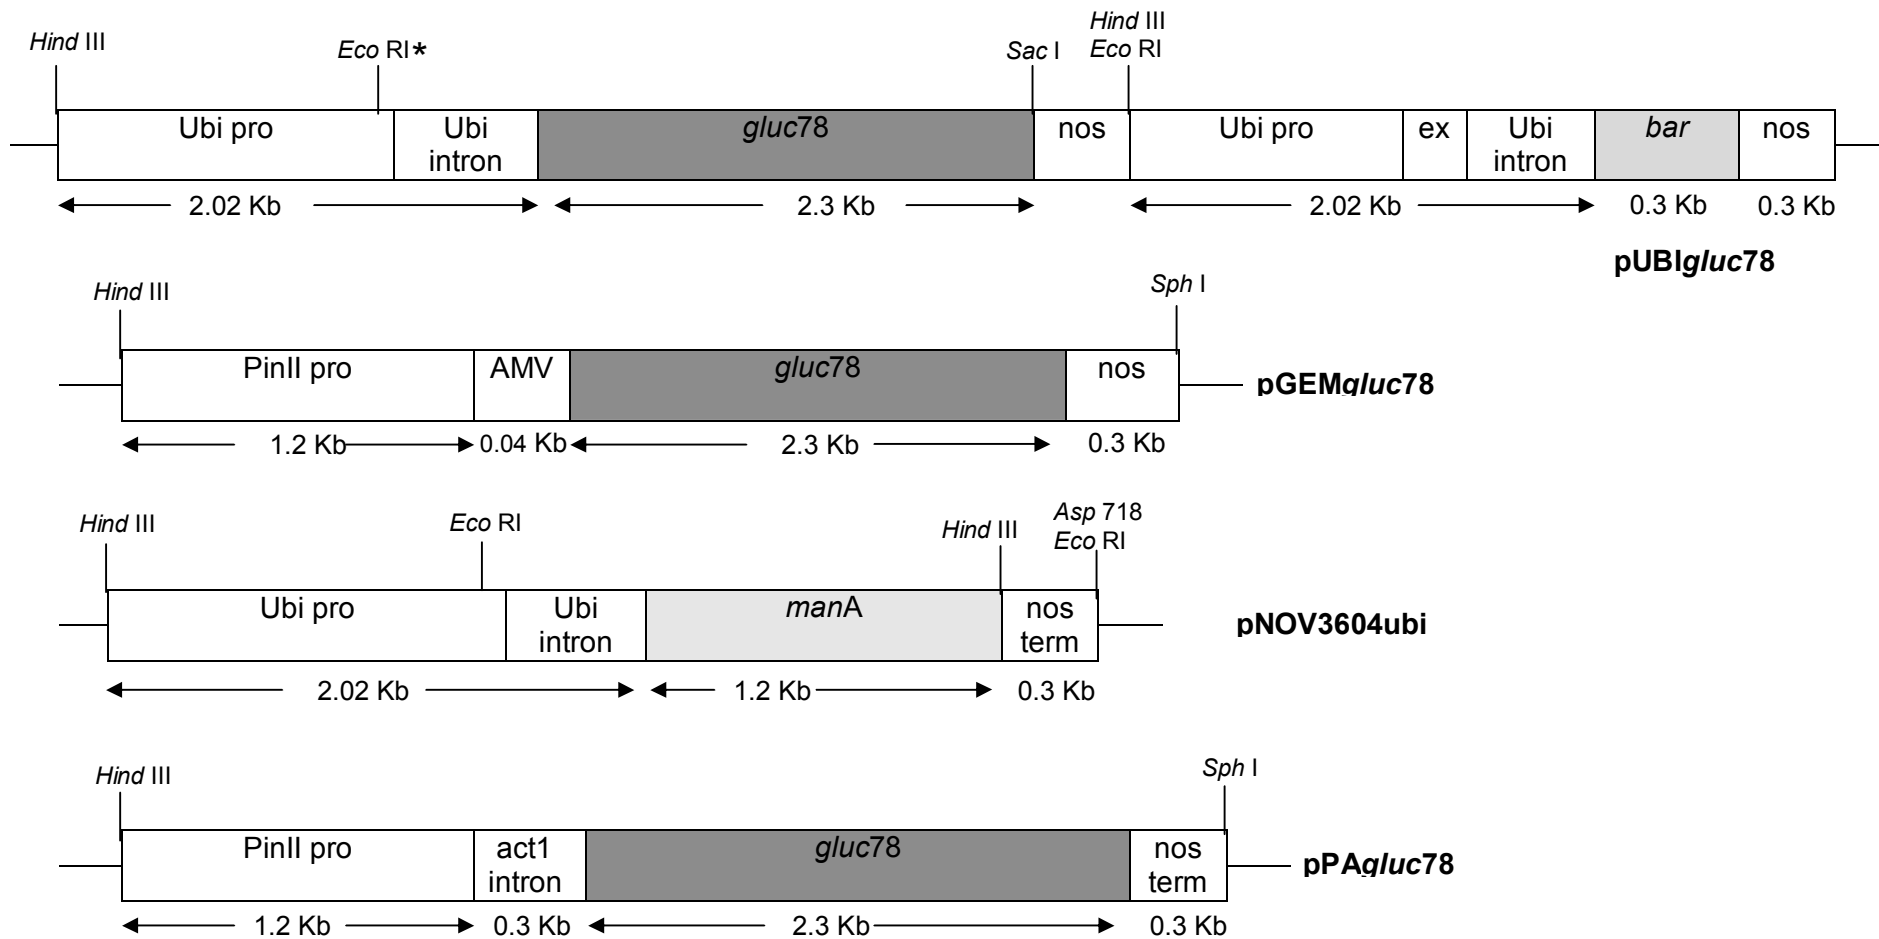 Hind III
Hind III Eco RI* Sac I Eco RI
Ubi pro Ubi gluc78 nos Ubi pro ex Ubi bar nos
intron intron
2.02 Kb 2.3 Kb 2.02 Kb 0.3 Kb 0.3 Kb
pUBIgluc78
Hind III Sph I
PinII pro AMV gluc78 nos
pGEMgluc78
1.2 Kb 0.04 Kb 2.3 Kb 0.3 Kb
Hind III Eco RI Hind III Asp 718
Eco RI
Ubi pro Ubi manA nos
intron term
pNOV3604ubi
2.02 Kb 1.2 Kb 0.3 Kb
Hind III Sph I
PinII pro act1 gluc78 nos
intron term
pPAgluc78
1.2 Kb 0.3 Kb 2.3 Kb 0.3 Kb